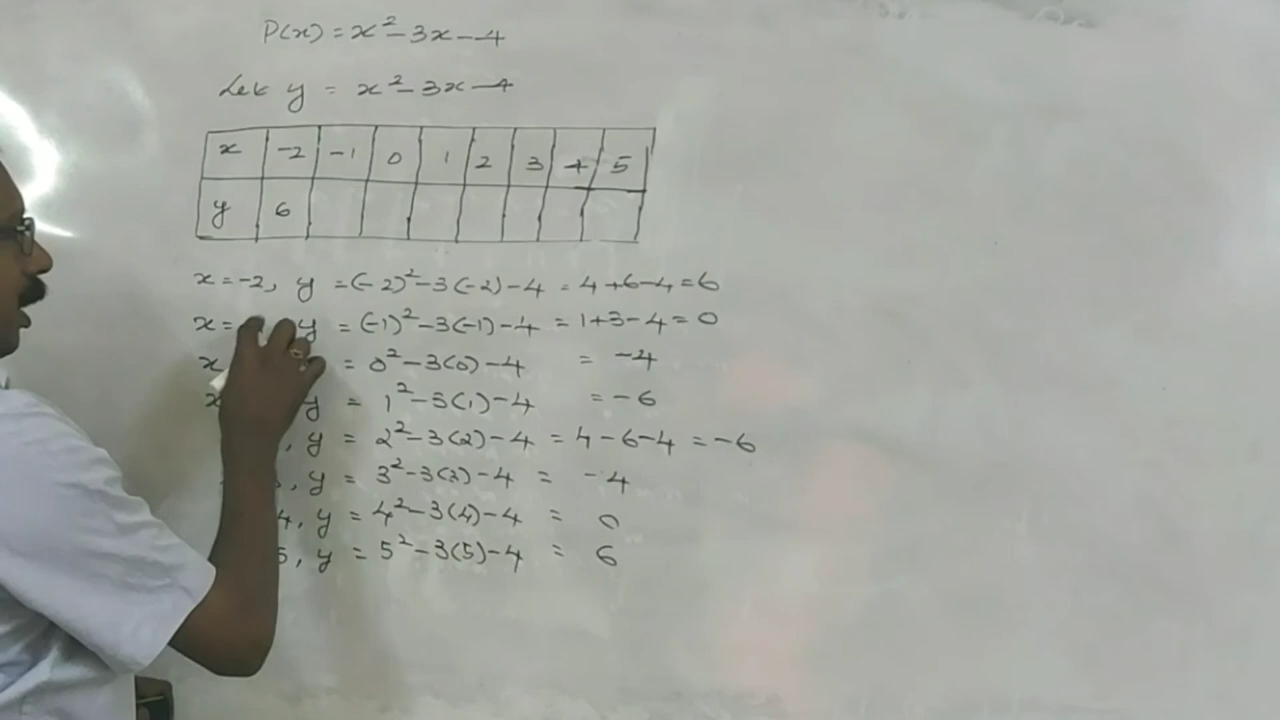 P(x) = x² - 3x - 4
Let y = x² - 3x - 4
x -2 -1 0 1 2 3 4 5
y 6
x = -2, y = (-2)² - 3(-2) - 4 = 4 + 6 - 4 = 6
x = y = (-1)² - 3(-1) - 4 = 1 + 3 - 4 = 0
x = 0² - 3(0) - 4 = -4
x y = 1² - 3(1) - 4 = -6
, y = 2² - 3(2) - 4 = 4 - 6 - 4 = -6
, y = 3² - 3(3) - 4 = -4
4, y = 4² - 3(4) - 4 = 0
5, y = 5² - 3(5) - 4 = 6